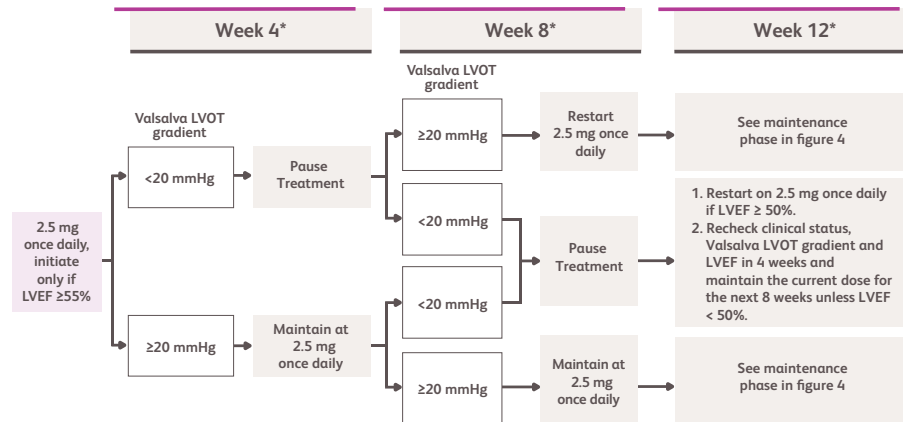 Week 4*
Week 8*
Week 12*
Valsalva LVOT
gradient
Valsalva LVOT
gradient
2.5 mg
once daily,
initiate
only if
LVEF ≥55%
<20 mmHg
Pause
Treatment
≥20 mmHg
Restart
2.5 mg once
daily
See maintenance
phase in figure 4
<20 mmHg
Pause
Treatment
1. Restart on 2.5 mg once daily
if LVEF ≥ 50%.
2. Recheck clinical status,
Valsalva LVOT gradient and
LVEF in 4 weeks and
maintain the current dose for
the next 8 weeks unless LVEF
< 50%.
≥20 mmHg
Maintain at
2.5 mg
once daily
<20 mmHg
≥20 mmHg
Maintain at
2.5 mg
once daily
See maintenance
phase in figure 4